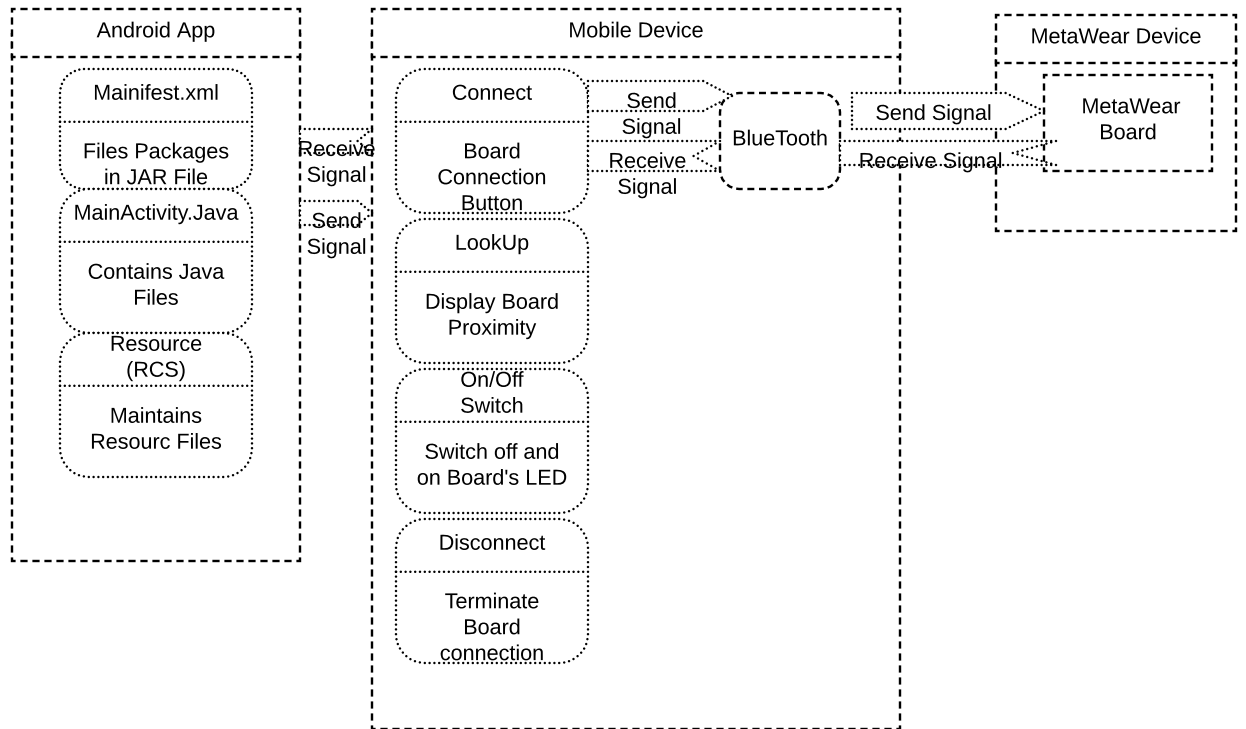 Android App
Mainifest.xml
Files Packages
in JAR File
MainActivity.Java
Contains Java
Files
Resource
(RCS)
Maintains
Resourc Files
Receive
Signal
Send
Signal
Mobile Device
Connect
Board
Connection
Button
LookUp
Display Board
Proximity
On/Off
Switch
Switch off and
on Board's LED
Disconnect
Terminate
Board
connection
Send
Signal
Receive
Signal
BlueTooth
Send Signal
Receive Signal
MetaWear Device
MetaWear
Board